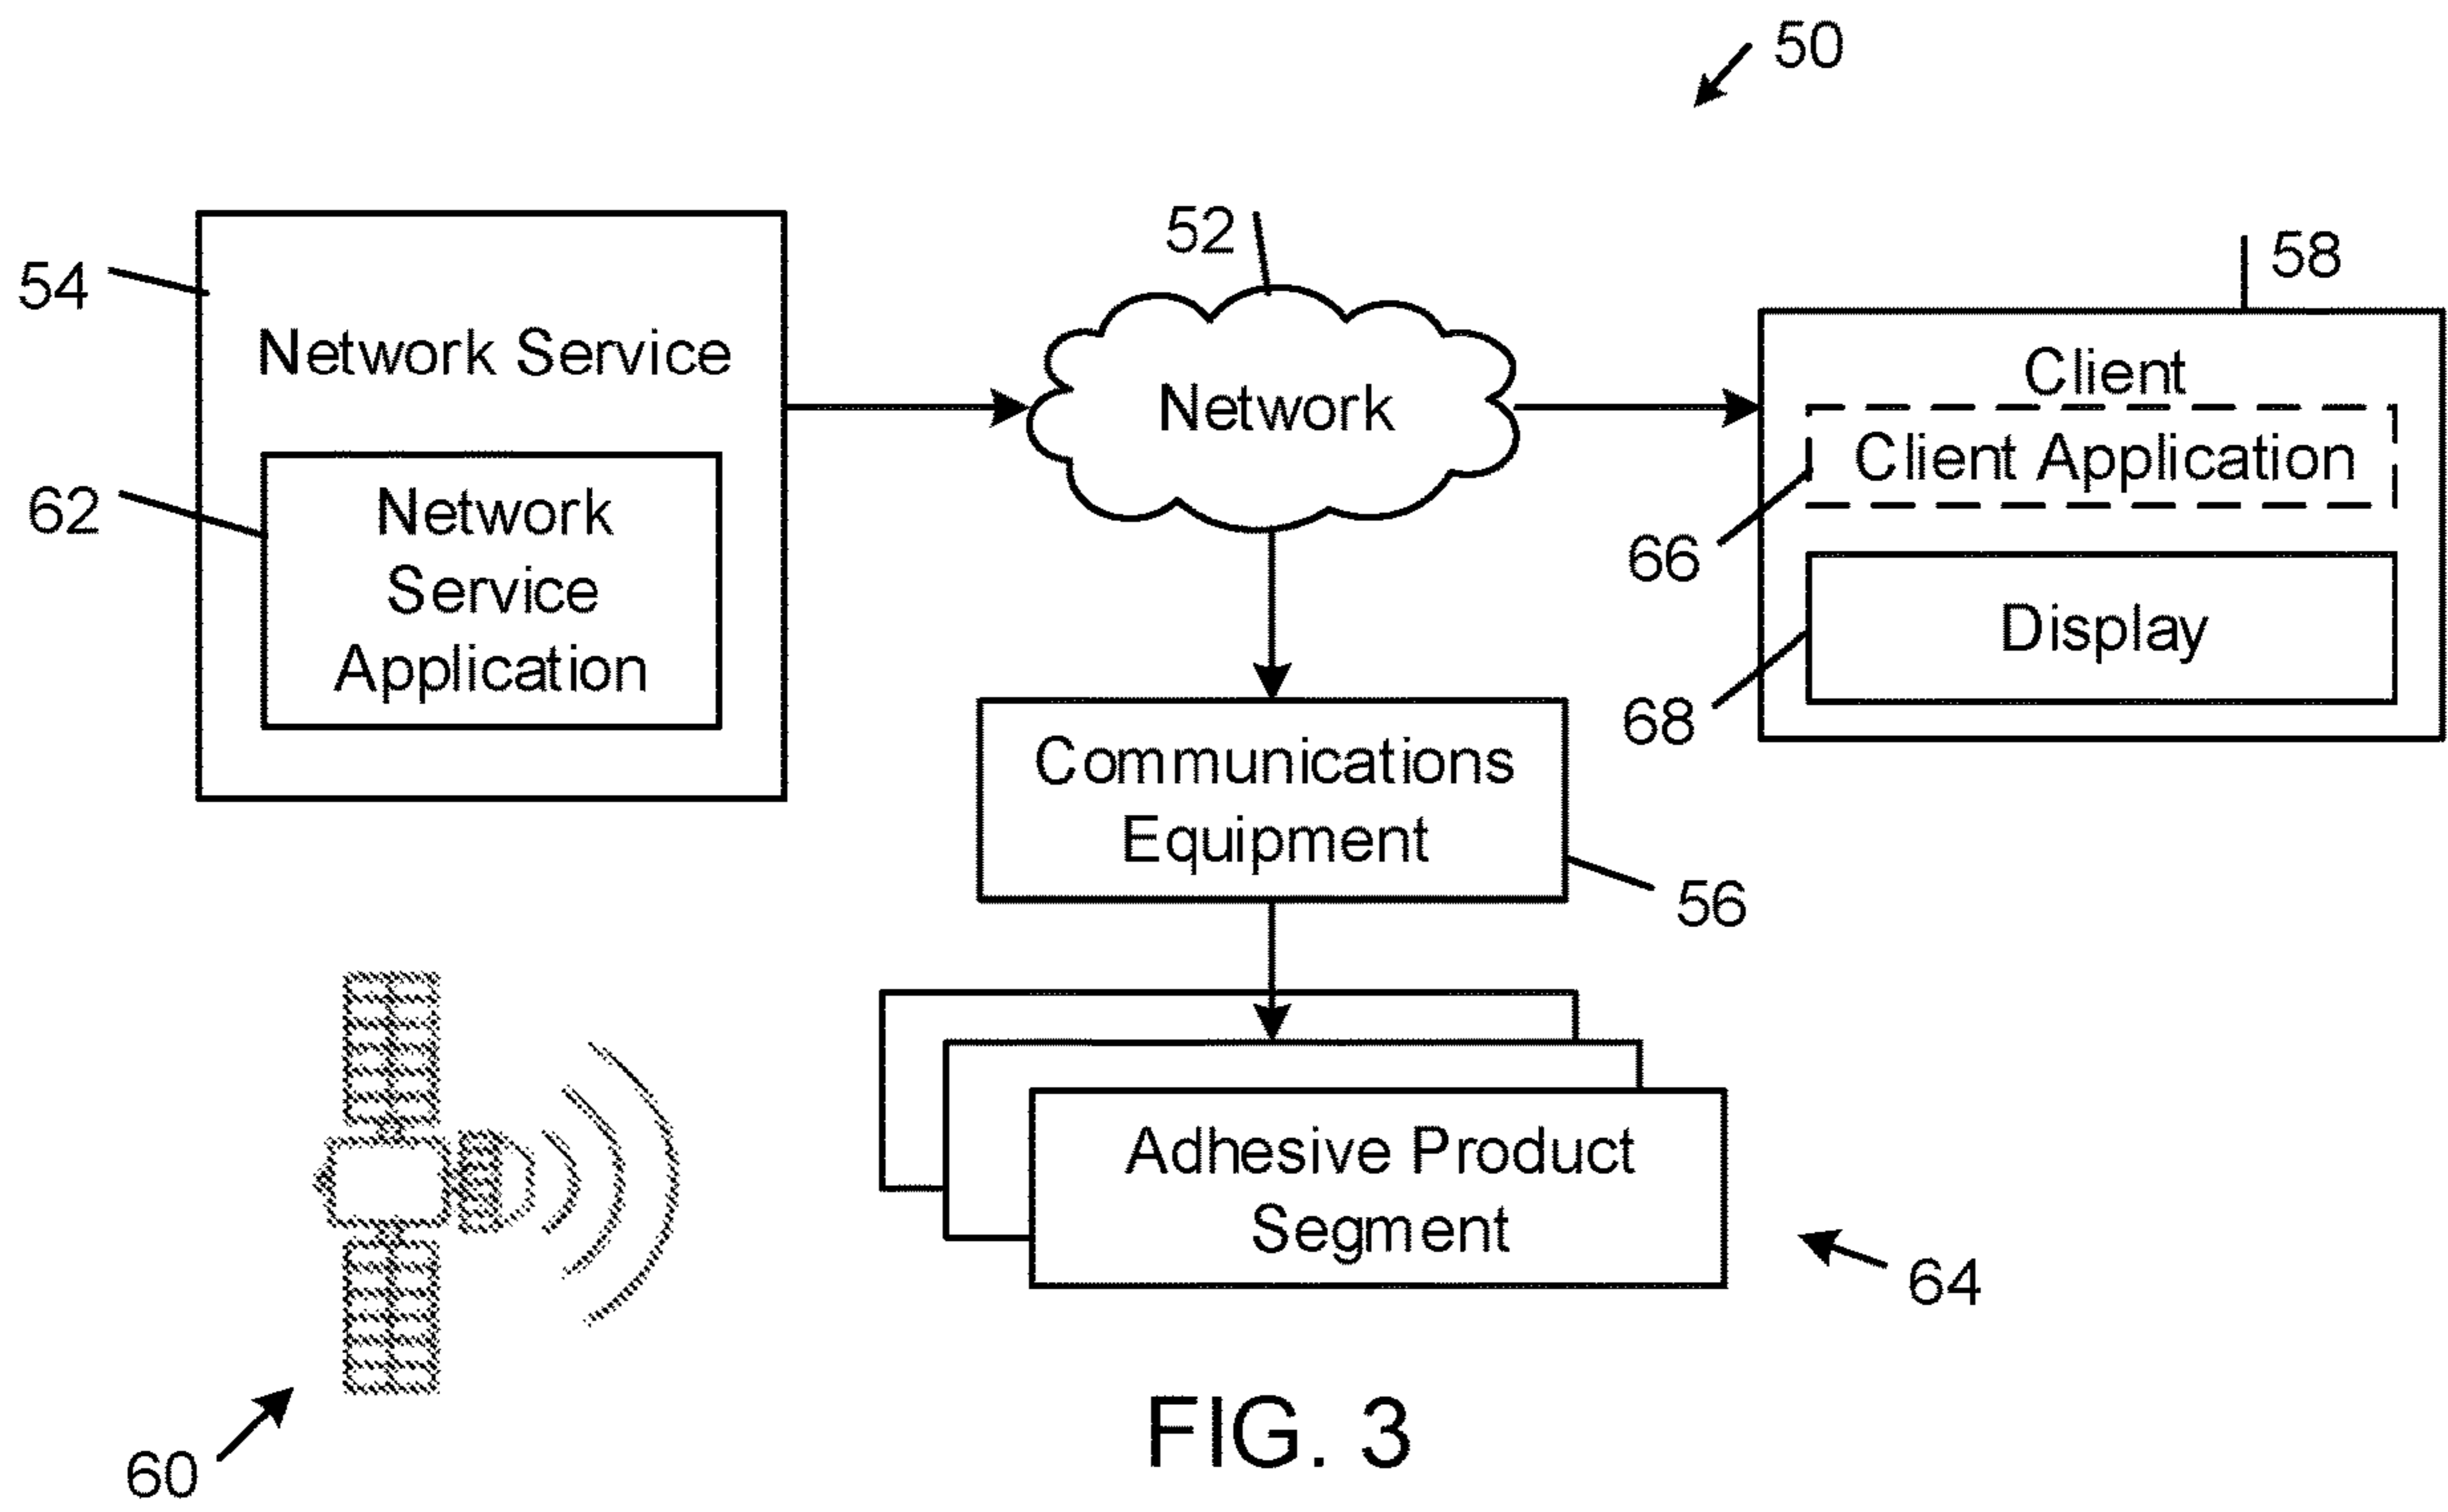 50
52
58
54
Network Service
Network
Client
Client Application
62
Network
Service
Application
66
Display
68
Communications
Equipment
56
Adhesive Product
Segment
64
60
FIG. 3